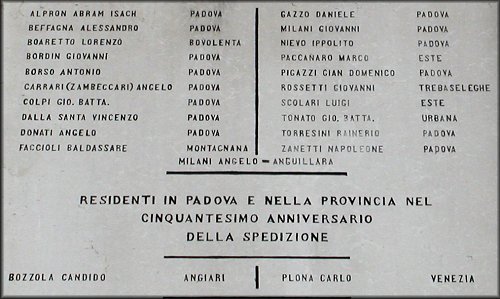 ALPRON ABRAM ISACH PADOVA
BEFFAGNA ALESSANDRO PADOVA
BOARETTO LORENZO BOVOLENTA
BORDIN GIOVANNI PADOVA
BORSO ANTONIO PADOVA
CARRARI (ZAMBECCARI) ANGELO PADOVA
COLPI GIO. BATTA. PADOVA
DALLA SANTA VINCENZO PADOVA
DONATI ANGELO PADOVA
FACCIOLI BALDASSARE MONTAGNANA
GAZZO DANIELE PADOVA
MILANI GIOVANNI PADOVA
NIEVO IPPOLITO PADOVA
PACCANARO MARCO ESTE
PIGAZZI GIAN DOMENICO PADOVA
ROSSETTI GIOVANNI TREBASELEGHE
SCOLARI LUIGI ESTE
TONATO GIO. BATTA. URBANA
TORRESINI RAINERIO PADOVA
ZANETTI NAPOLEONE PADOVA
MILANI ANGELO – ANGUILLARA
RESIDENTI IN PADOVA E NELLA PROVINCIA NEL
CINQUANTESIMO ANNIVERSARIO
DELLA SPEDIZIONE
BOZZOLA CANDIDO ANGIARI
PLONA CARLO VENEZIA